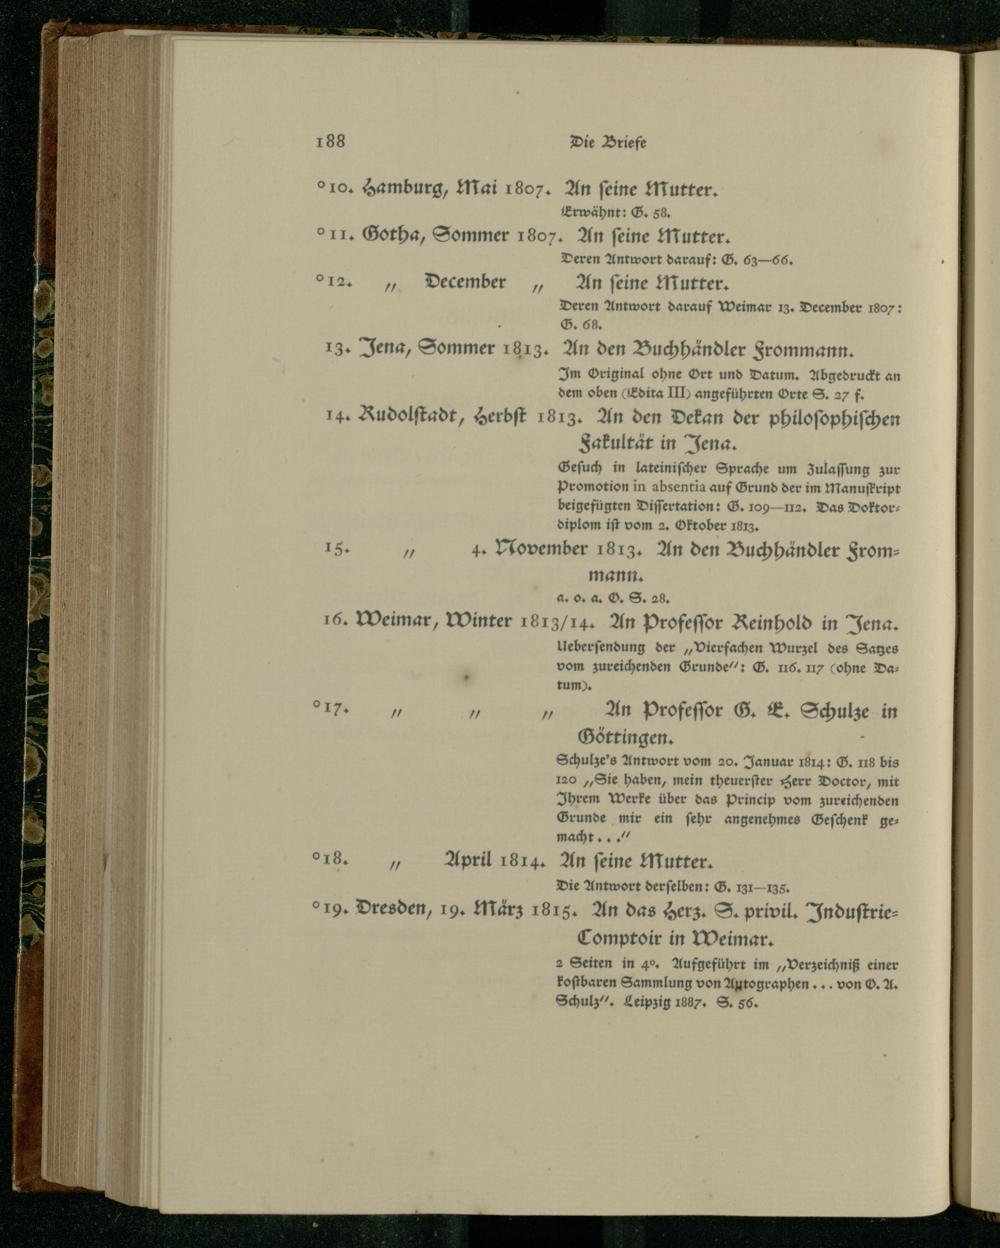 188 Die Briefe
°10. Hamburg, Mai 1807. An seine Mutter.
Erwähnt: G. 58.
°11. Gotha, Sommer 1807. An seine Mutter.
Deren Antwort darauf: G. 63—66.
°12. „ December „ An seine Mutter.
Deren Antwort darauf Weimar 13. December 1807:
G. 68.
13. Jena, Sommer 1813. An den Buchhändler Frommann.
Im Original ohne Ort und Datum. Abgedruckt an
dem oben (Edita III) angeführten Orte S. 27 f.
14. Rudolstadt, Herbst 1813. An den Dekan der philosophischen
Fakultät in Jena.
Gesuch in lateinischer Sprache um Zulassung zur
Promotion in absentia auf Grund der im Manuskript
beigefügten Dissertation: G. 109—112. Das Doktor-
diplom ist vom 2. Oktober 1813.
15. „ 4. November 1813. An den Buchhändler From-
mann.
a. o. a. O. S. 28.
16. Weimar, Winter 1813/14. An Professor Reinhold in Jena.
Uebersendung der „Vierfachen Wurzel des Satzes
vom zureichenden Grunde“: G. 116. 117 (ohne Da-
tum).
°17. „ „ „ An Professor G. E. Schulze in
Göttingen.
Schulze's Antwort vom 20. Januar 1814: G. 118 bis
120 „Sie haben, mein theuerster Herr Doctor, mit
Ihrem Werke über das Princip vom zureichenden
Grunde mir ein sehr angenehmes Geschenk ge-
macht...“
°18. „ April 1814. An seine Mutter.
Die Antwort derselben: G. 131—135.
°19. Dresden, 19. März 1815. An das Herz. S. privil. Industrie-
Comptoir in Weimar.
2 Seiten in 4°. Aufgeführt im „Verzeichniß einer
kostbaren Sammlung von Autographen... von O. A.
Schulz“. Leipzig 1887. S. 56.